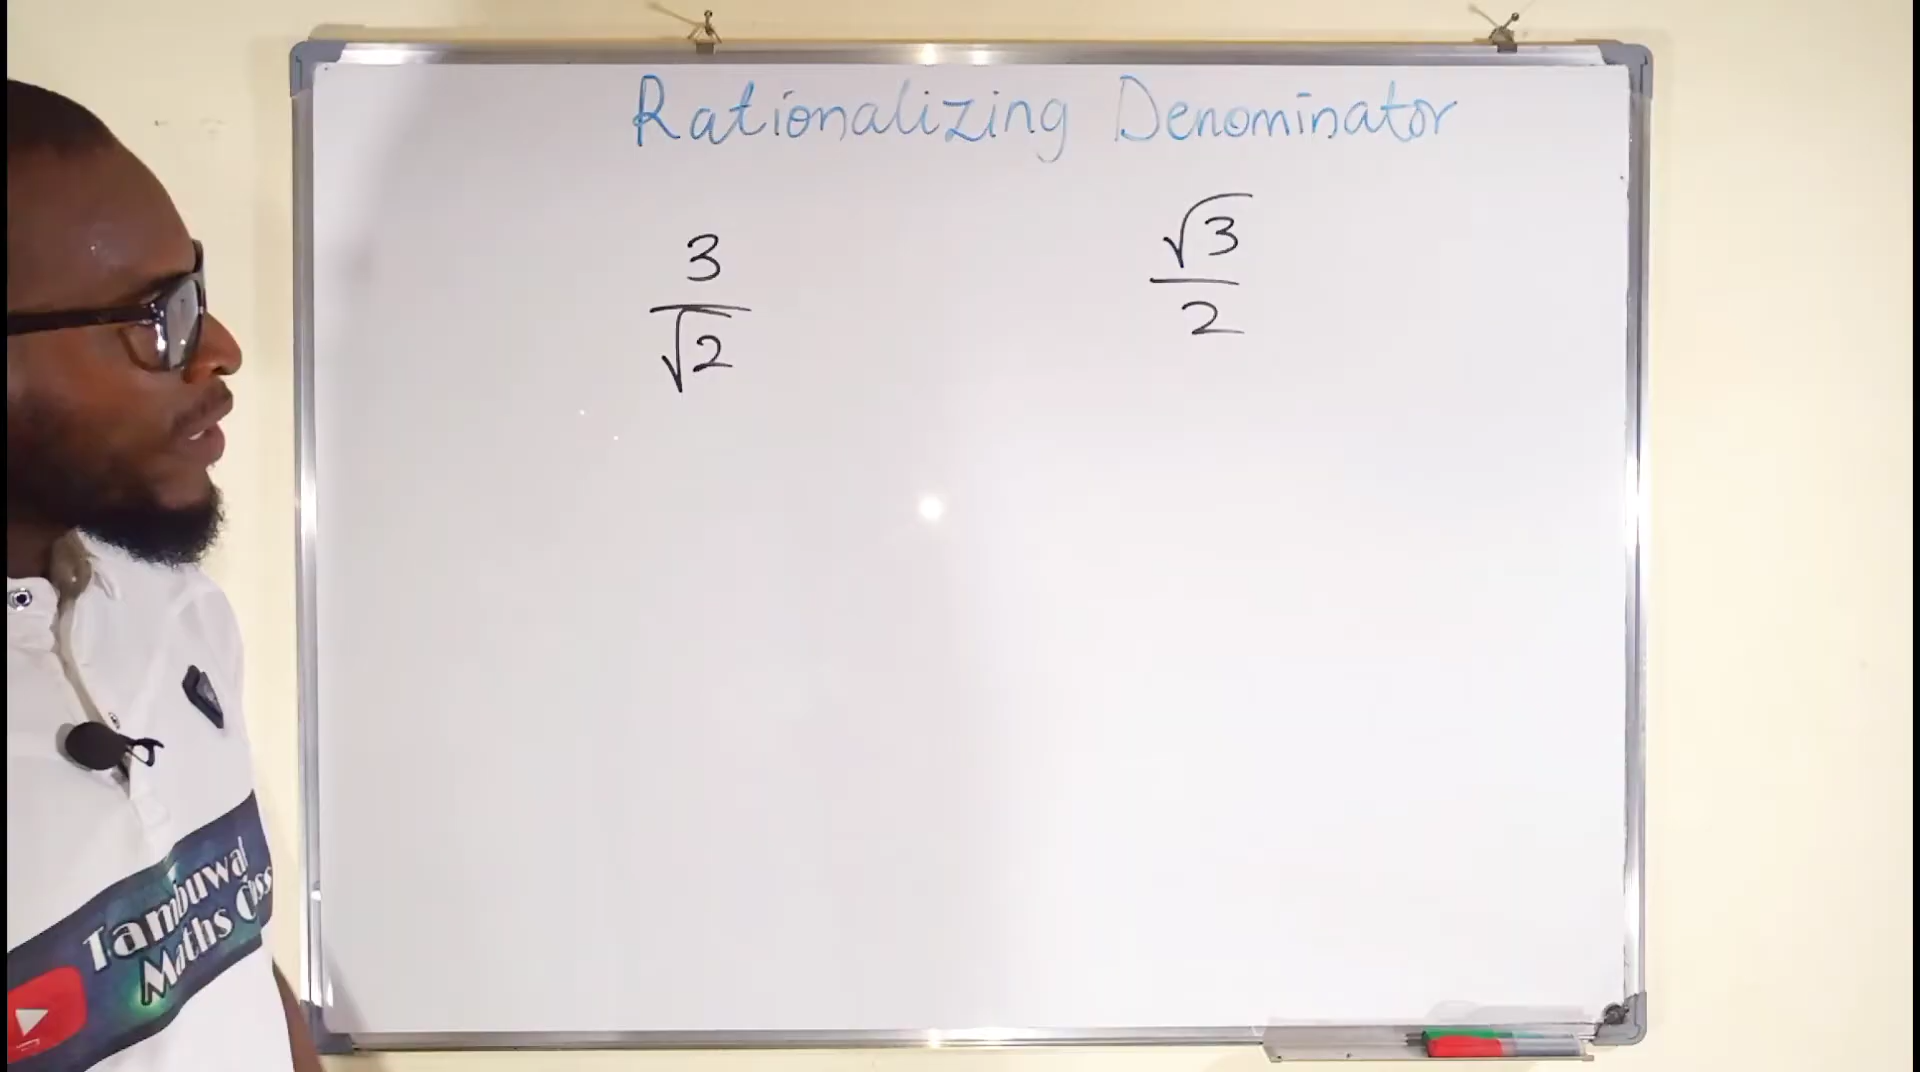 Rationalizing Denominator
3
√2
√3
2
Tambuwal
Maths Class